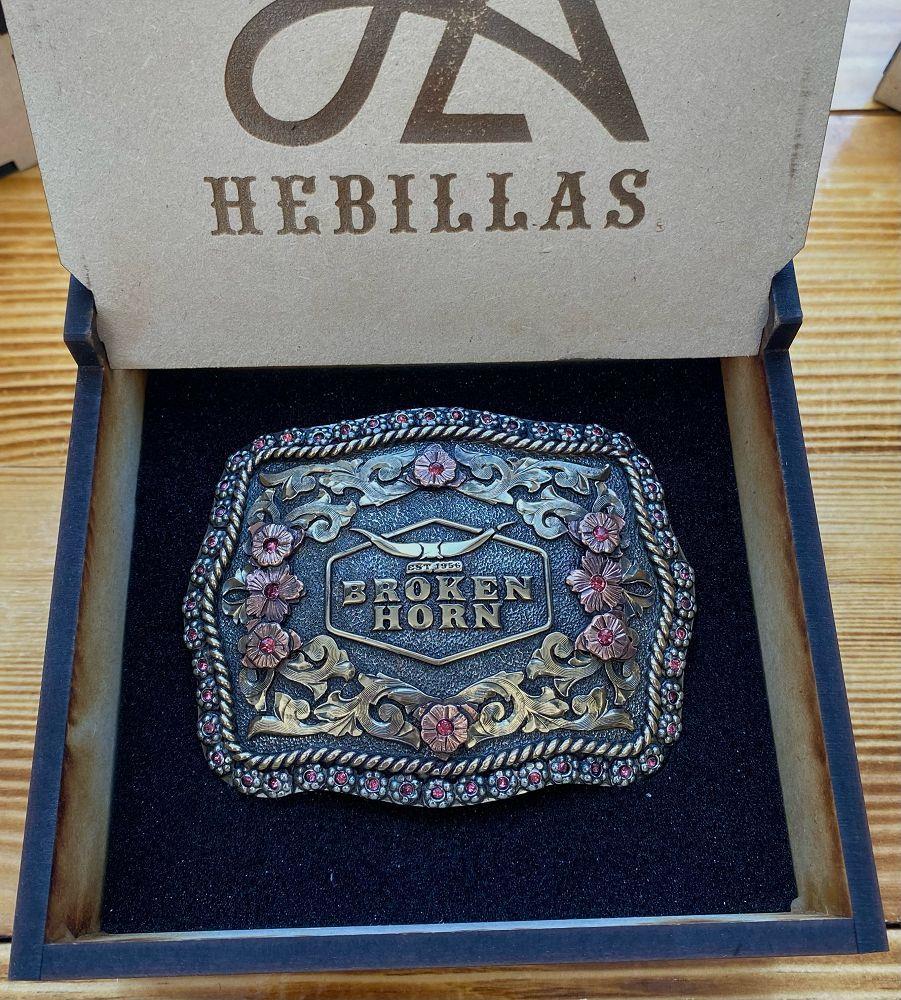 HEBILLAS
EST 1956
BROKEN
HORN